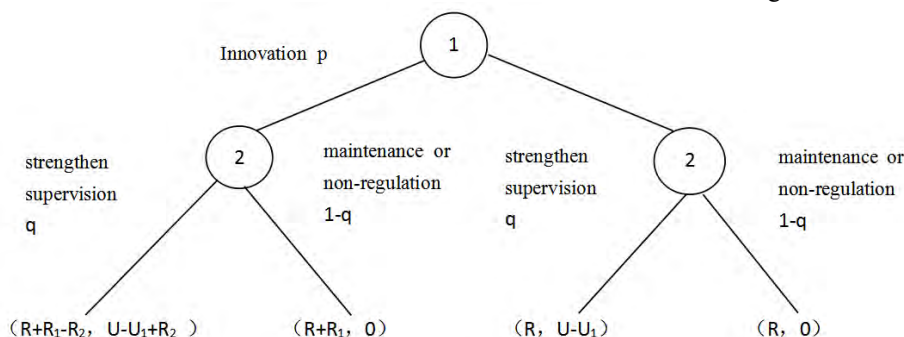 1
Innovation p
2
strengthen
supervision
q
maintenance or
non-regulation
1-q
strengthen
supervision
q
2
maintenance or
non-regulation
1-q
（R+R₁-R₂， U-U₁+R₂ ）
（R+R₁，0）
（R，U-U₁）
（R，0）